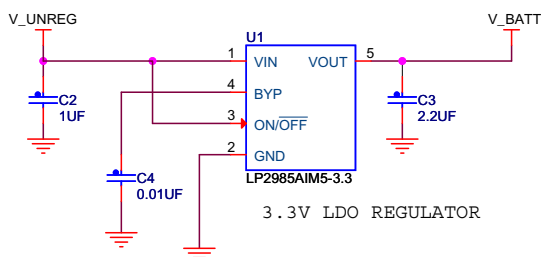 V_UNREG
V_BATT
U1
1 VIN VOUT 5
4 BYP
3 ON/OFF
2 GND
C2
1UF
C3
2.2UF
C4
0.01UF
LP2985AIM5-3.3
3.3V LDO REGULATOR